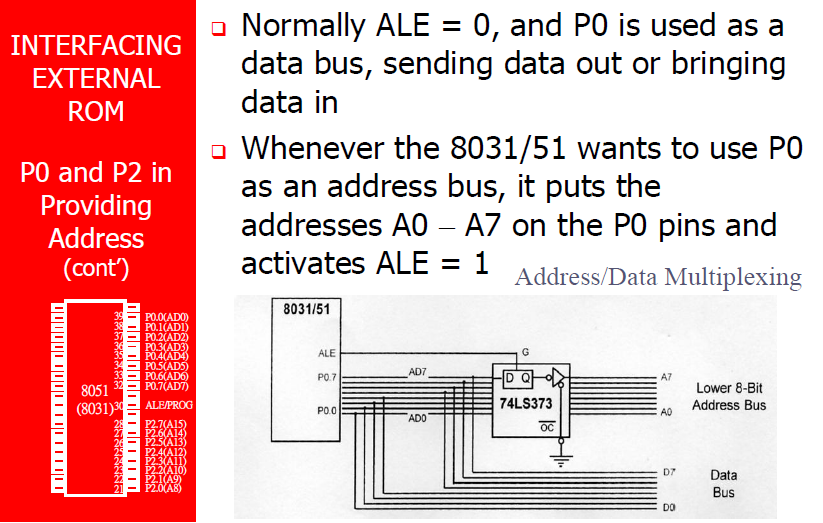 INTERFACING
EXTERNAL
ROM
P0 and P2 in
Providing
Address
(cont’)
39 P0.0(AD0)
38 P0.1(AD1)
37 P0.2(AD2)
36 P0.3(AD3)
35 P0.4(AD4)
34 P0.5(AD5)
33 P0.6(AD6)
32 P0.7(AD7)
8051
(8031)
30 ALE/PROG
28 P2.7(A15)
27 P2.6(A14)
26 P2.5(A13)
25 P2.4(A12)
24 P2.3(A11)
23 P2.2(A10)
22 P2.1(A9)
21 P2.0(A8)
Normally ALE = 0, and P0 is used as a
data bus, sending data out or bringing
data in
Whenever the 8031/51 wants to use P0
as an address bus, it puts the
addresses A0 – A7 on the P0 pins and
activates ALE = 1
Address/Data Multiplexing
8031/51
ALE
G
P0.7
AD7
D Q
A7
74LS373
Lower 8-Bit
Address Bus
P0.0
AD0
A0
OC
D7
Data
Bus
D0